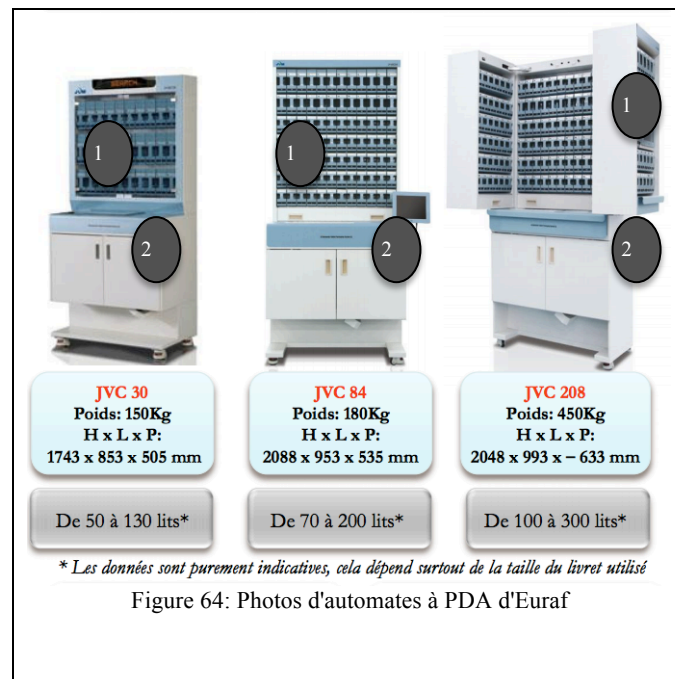 SEARCH
1
1
1
2
2
2
JVC 30
Poids: 150Kg
H x L x P:
1743 x 853 x 505 mm
JVC 84
Poids: 180Kg
H x L x P:
2088 x 953 x 535 mm
JVC 208
Poids: 450Kg
H x L x P:
2048 x 993 x – 633 mm
De 50 à 130 lits*
De 70 à 200 lits*
De 100 à 300 lits*
* Les données sont purement indicatives, cela dépend surtout de la taille du livret utilisé
Figure 64: Photos d'automates à PDA d'Euraf